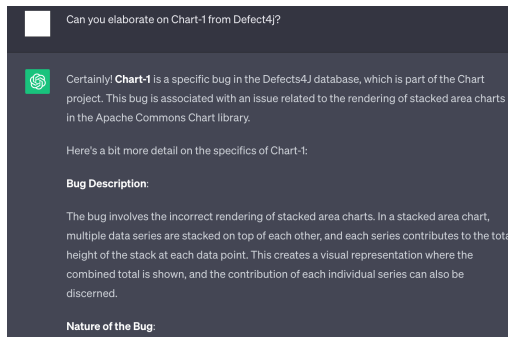 Can you elaborate on Chart-1 from Defect4j?
Certainly! Chart-1 is a specific bug in the Defects4J database, which is part of the Chart
project. This bug is associated with an issue related to the rendering of stacked area charts
in the Apache Commons Chart library.
Here's a bit more detail on the specifics of Chart-1:
Bug Description:
The bug involves the incorrect rendering of stacked area charts. In a stacked area chart,
multiple data series are stacked on top of each other, and each series contributes to the
height of the stack at each data point. This creates a visual representation where the
combined total is shown, and the contribution of each individual series can also be
discerned.
Nature of the Bug: